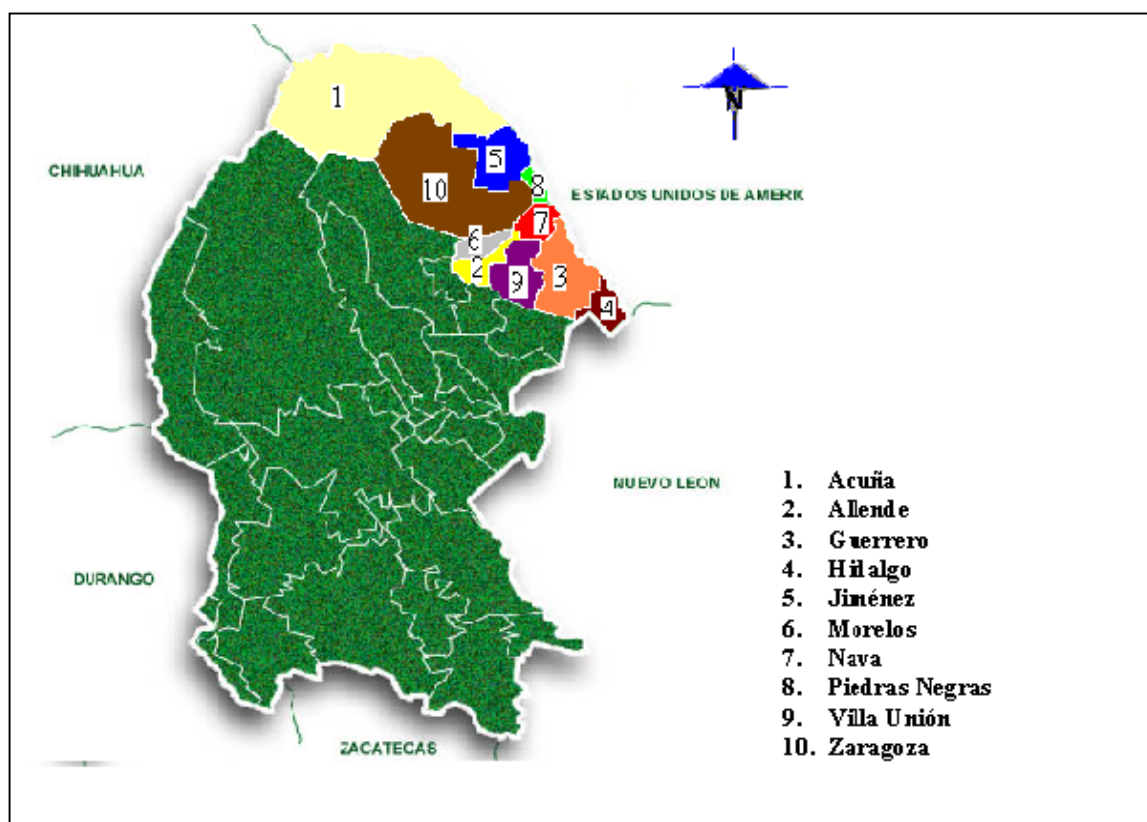 N
1
CHIHUAHUA
5
10
8
ESTADOS UNIDOS DE AMERIK
7
6
2
9
3
4
NUEVO LEON
1. Acuña
2. Allende
3. Guerrero
4. Hidalgo
5. Jiménez
6. Morelos
7. Nava
8. Piedras Negras
9. Villa Unión
10. Zaragoza
DURANGO
ZACATECAS